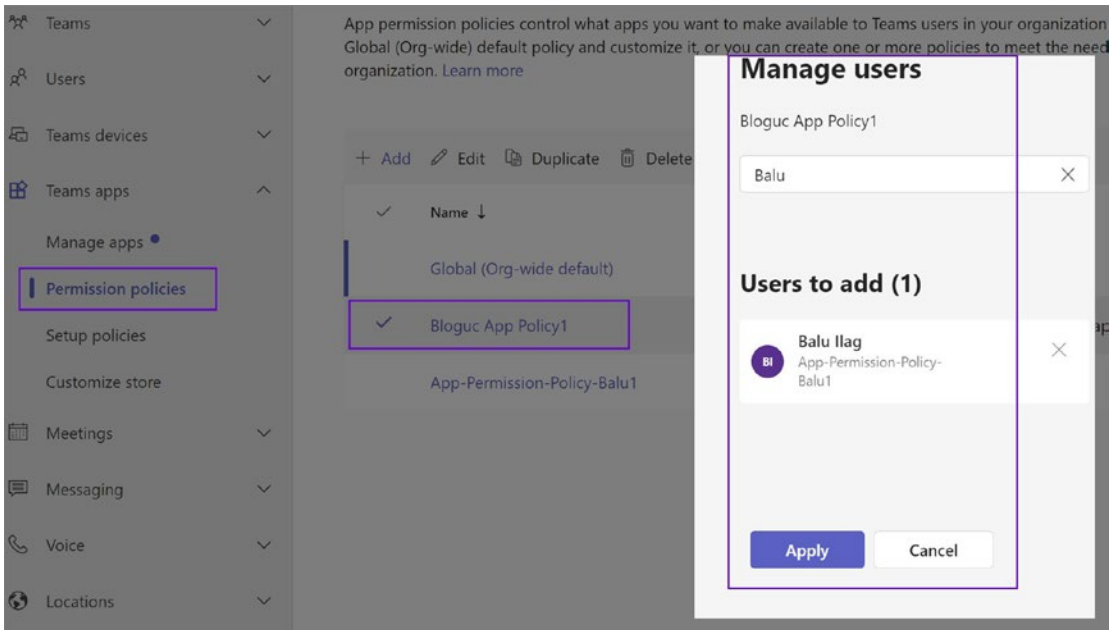 Teams
Users
Teams devices
Teams apps
Manage apps
Permission policies
Setup policies
Customize store
Meetings
Messaging
Voice
Locations
App permission policies control what apps you want to make available to Teams users in your organization
Global (Org-wide) default policy and customize it, or you can create one or more policies to meet the need
organization. Learn more
+ Add Edit Duplicate Delete
Name ↓
Global (Org-wide default)
Bloguc App Policy1
App-Permission-Policy-Balu1
Manage users
Bloguc App Policy1
Balu
Users to add (1)
BI
Balu Ilag
App-Permission-Policy-
Balu1
Apply Cancel